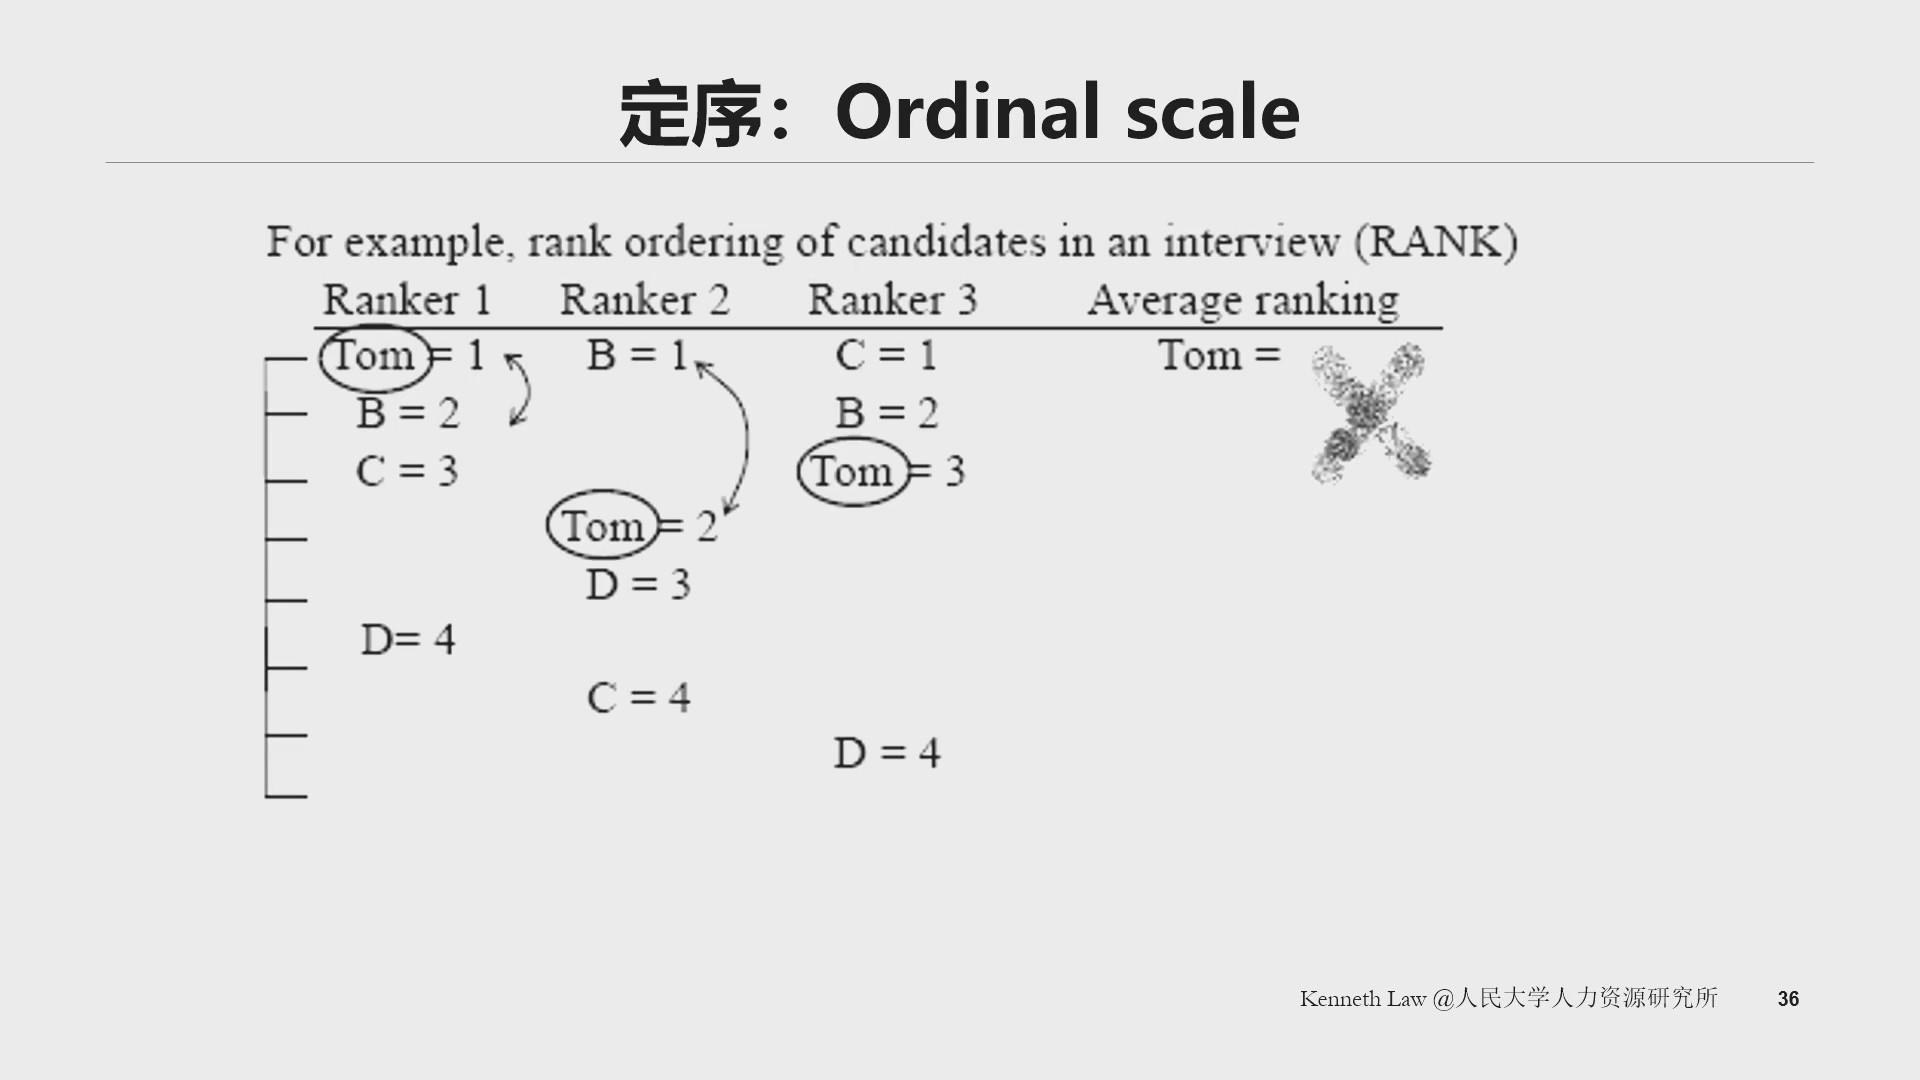 定序：Ordinal scale
For example, rank ordering of candidates in an interview (RANK)
Ranker 1 Ranker 2 Ranker 3 Average ranking
Tom = 1 B = 1 C = 1 Tom =
B = 2 B = 2
C = 3 Tom = 3
Tom = 2
D = 3
D= 4
C = 4
D = 4
Kenneth Law @人民大学人力资源研究所 36